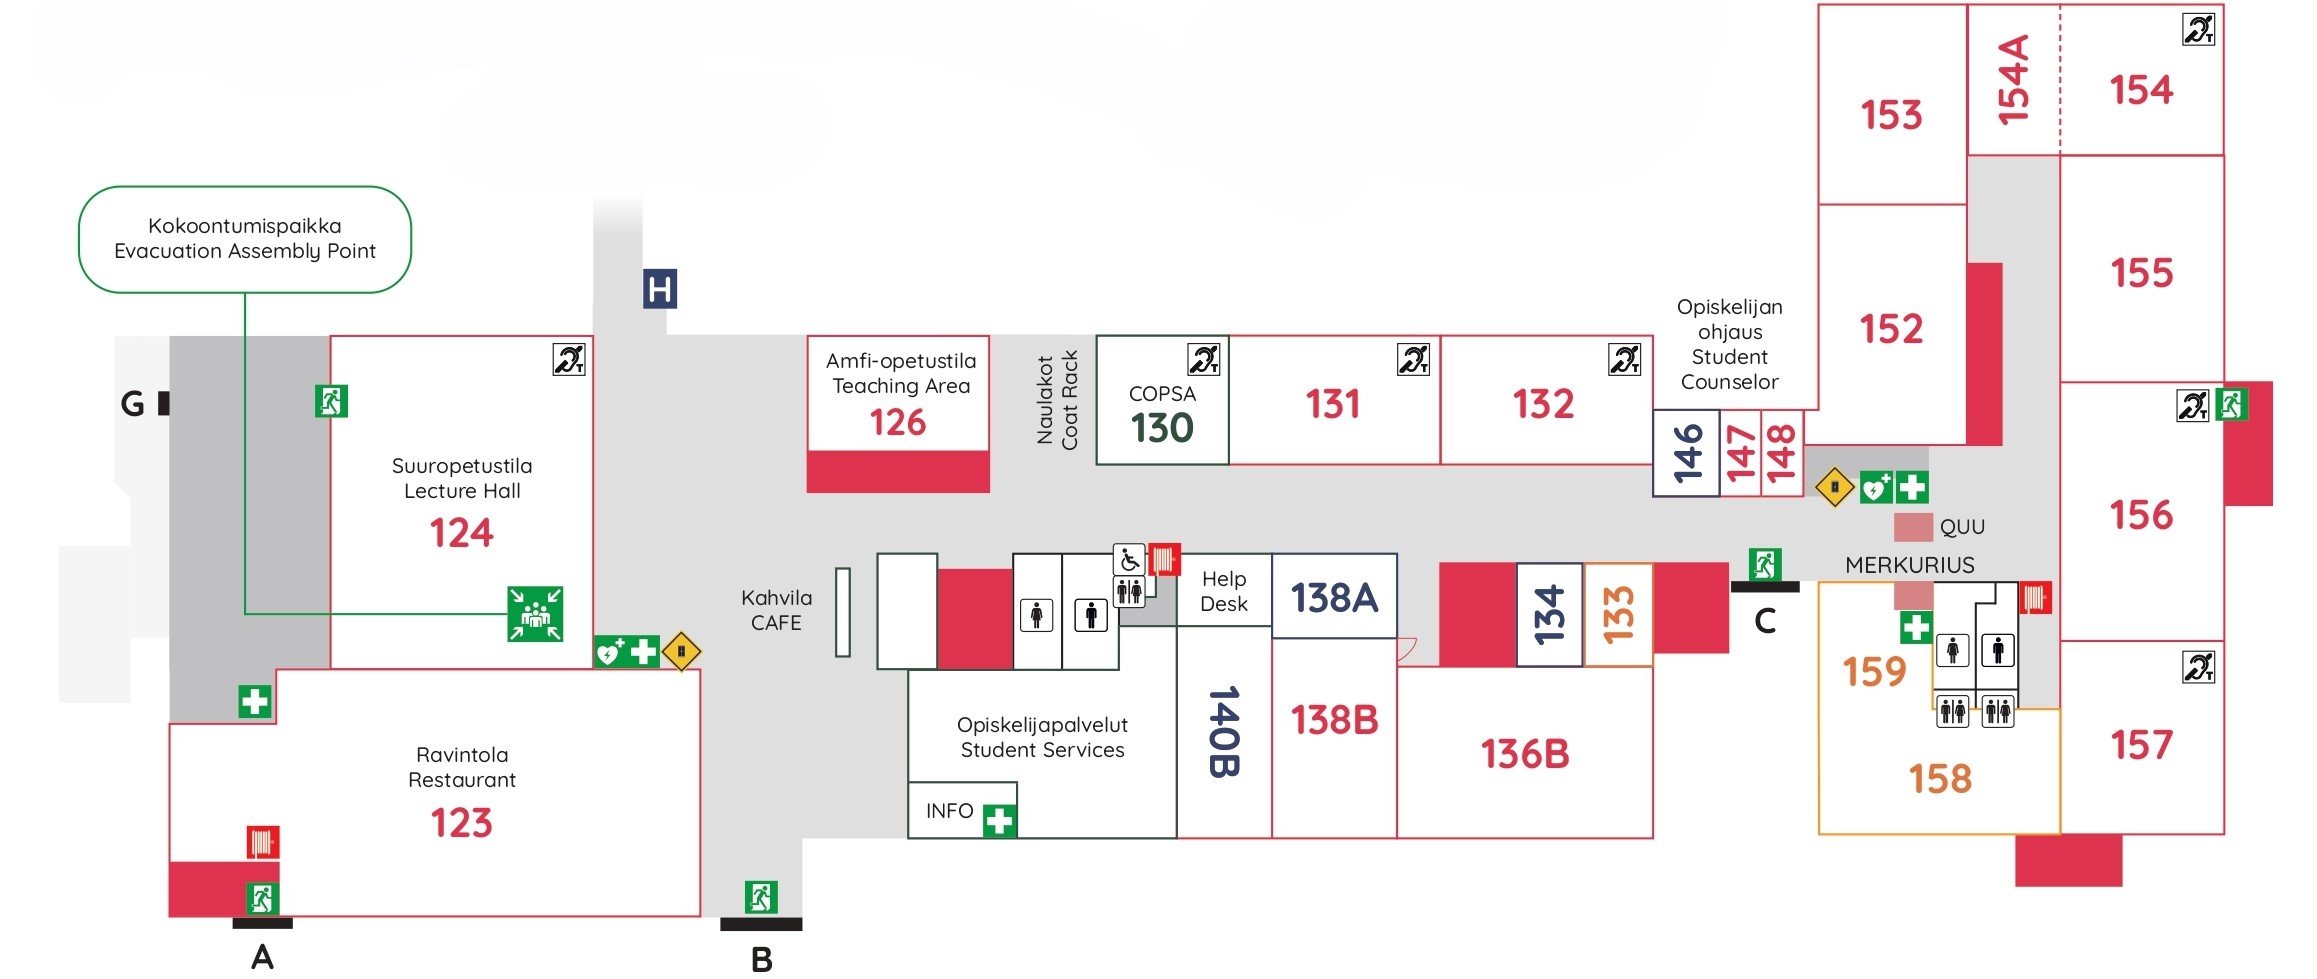 Kokoontumispaikka
Evacuation Assembly Point
H
G
Suuropetustila
Lecture Hall
124
Ravintola
Restaurant
123
A
B
Kahvila
CAFE
Amfi-opetustila
Teaching Area
126
Naulakot
Coat Rack
COPSA
130
T
131
T
132
T
T
Opiskelijapalvelut
Student Services
INFO
Help
Desk
140B
138A
138B
136B
134
133
Opiskelijan
ohjaus
Student
Counselor
146
147
148
C
153
154A
154
T
152
155
QUU
MERKURIUS
156
T
159
158
157
T